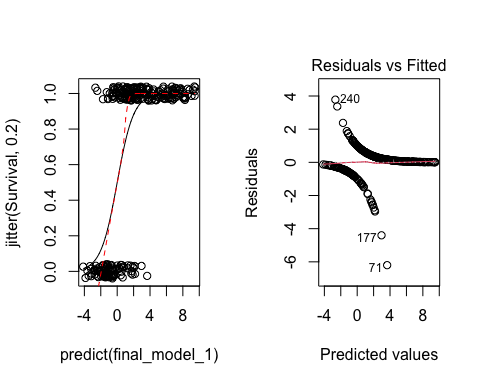 jitter(Survival, 0.2)
0.0 0.2 0.4 0.6 0.8 1.0
-4 0 4 8
predict(final_model_1)
Residuals vs Fitted
Residuals
4
2
0
-2
-4
-6
240
177
71
-4 0 4 8
Predicted values